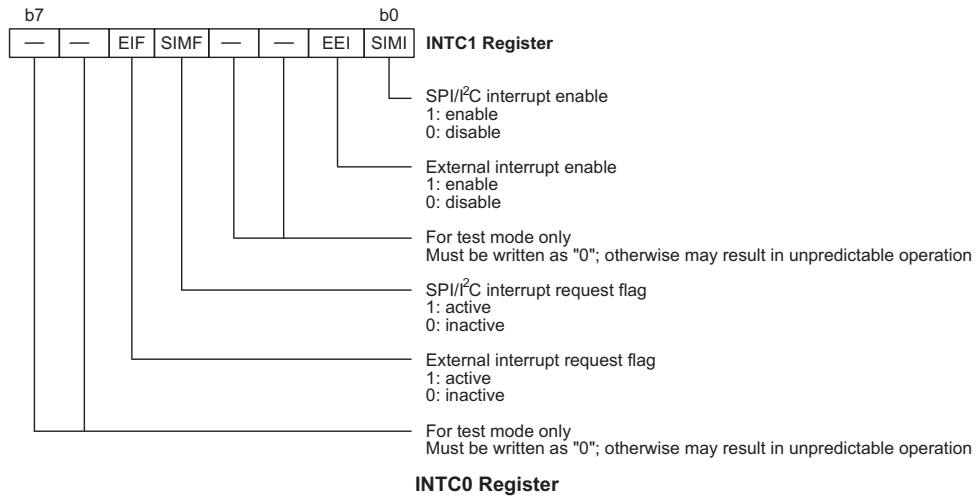 b7 b0
— — EIF SIMF — — EEI SIMI INTC1 Register
SPI/I²C interrupt enable
1: enable
0: disable
External interrupt enable
1: enable
0: disable
For test mode only
Must be written as "0"; otherwise may result in unpredictable operation
SPI/I²C interrupt request flag
1: active
0: inactive
External interrupt request flag
1: active
0: inactive
For test mode only
Must be written as "0"; otherwise may result in unpredictable operation
INTC0 Register